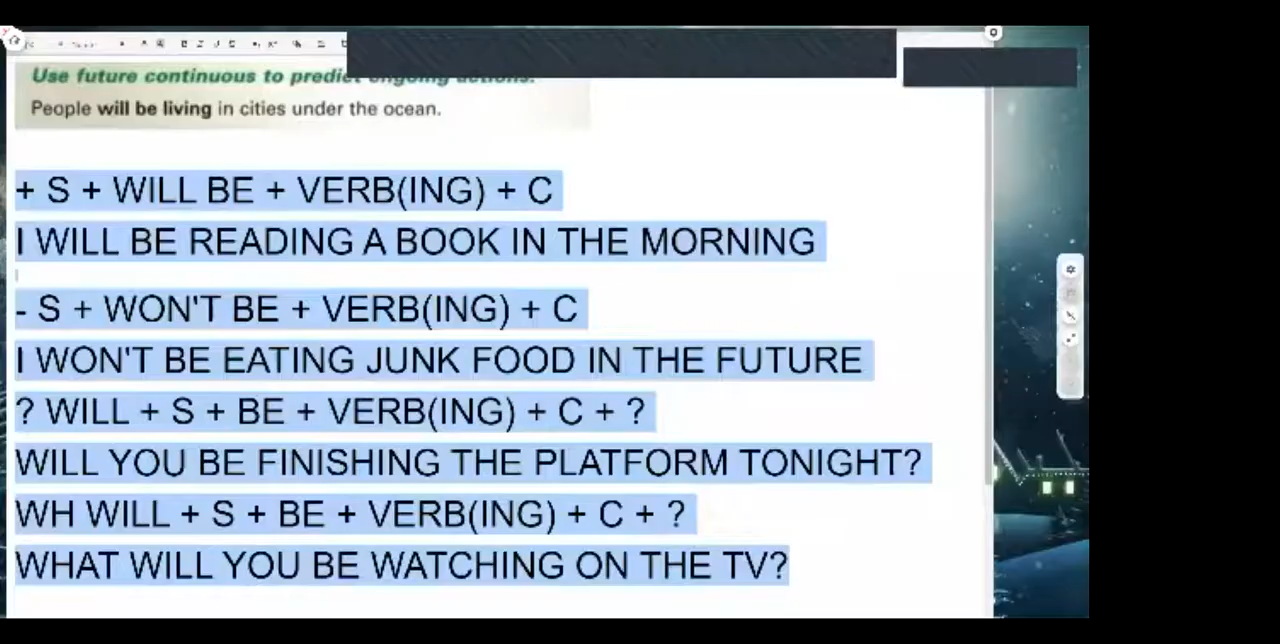 Use future continuous to predict ongoing actions.
People will be living in cities under the ocean.
+ S + WILL BE + VERB(ING) + C
I WILL BE READING A BOOK IN THE MORNING
- S + WON'T BE + VERB(ING) + C
I WON'T BE EATING JUNK FOOD IN THE FUTURE
? WILL + S + BE + VERB(ING) + C + ?
WILL YOU BE FINISHING THE PLATFORM TONIGHT?
WH WILL + S + BE + VERB(ING) + C + ?
WHAT WILL YOU BE WATCHING ON THE TV?